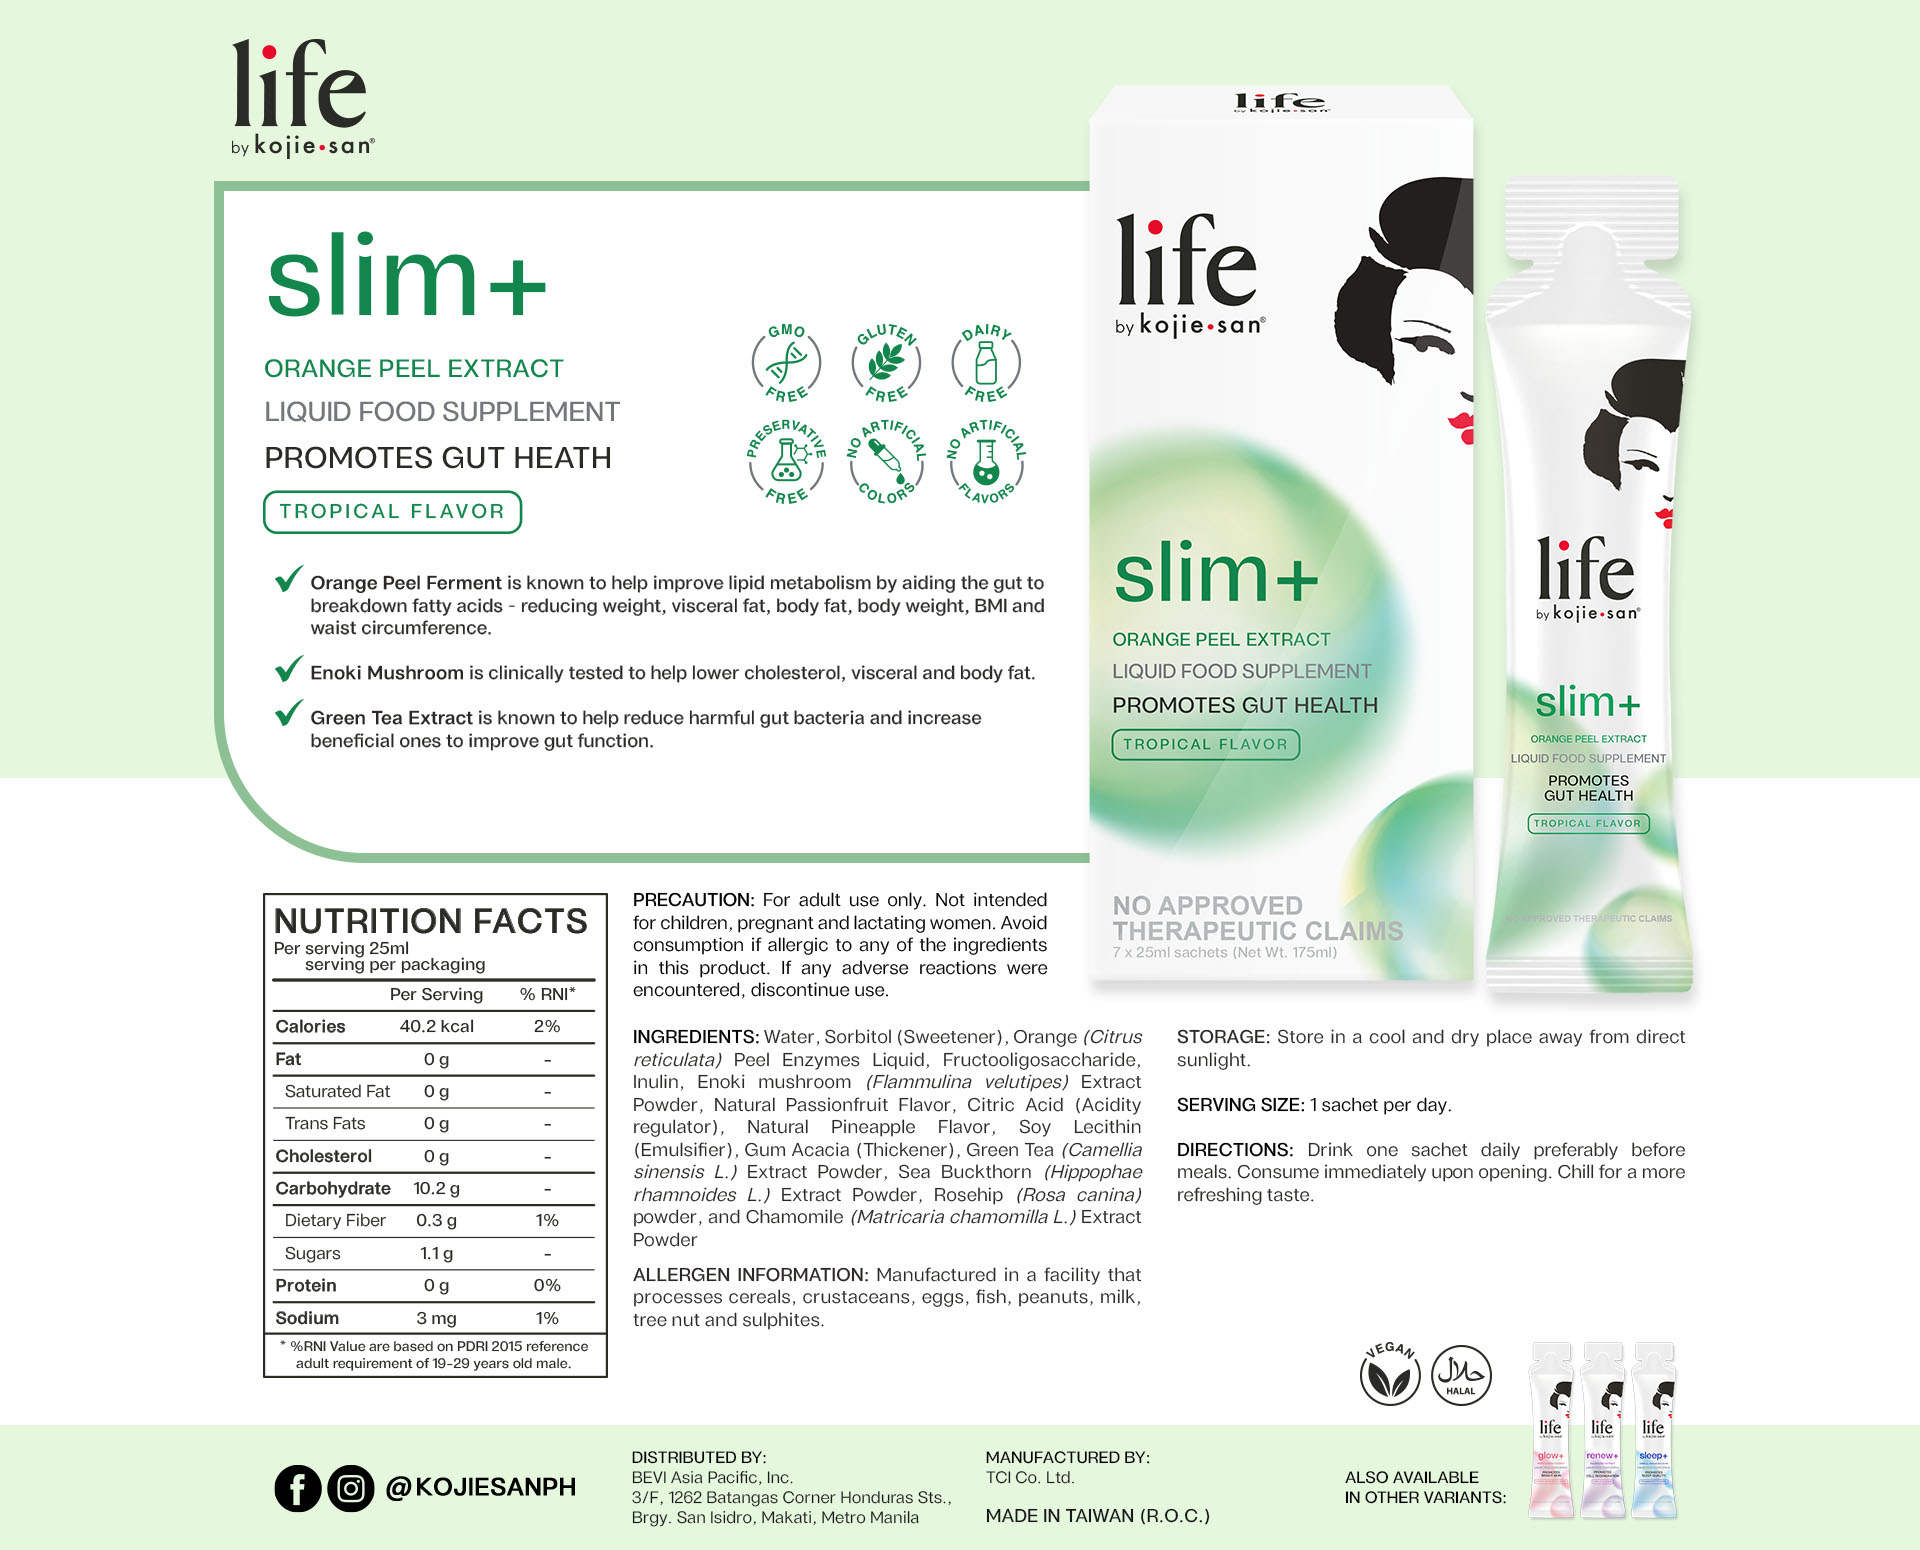 life
by kojie•san®
slim+
ORANGE PEEL EXTRACT
LIQUID FOOD SUPPLEMENT
PROMOTES GUT HEATH
TROPICAL FLAVOR
GMO
FREE
GLUTEN
FREE
DAIRY
FREE
PRESERVATIVE
FREE
NO ARTIFICIAL
COLORS
NO ARTIFICIAL
FLAVORS
Orange Peel Ferment is known to help improve lipid metabolism by aiding the gut to
breakdown fatty acids - reducing weight, visceral fat, body fat, body weight, BMI and
waist circumference.
Enoki Mushroom is clinically tested to help lower cholesterol, visceral and body fat.
Green Tea Extract is known to help reduce harmful gut bacteria and increase
beneficial ones to improve gut function.
life
by kojie•san
life
by kojie•san®
slim+
ORANGE PEEL EXTRACT
LIQUID FOOD SUPPLEMENT
PROMOTES GUT HEALTH
TROPICAL FLAVOR
NO APPROVED
THERAPEUTIC CLAIMS
7 x 25ml sachets (Net Wt. 175ml)
life
by kojie•san®
slim+
ORANGE PEEL EXTRACT
LIQUID FOOD SUPPLEMENT
PROMOTES
GUT HEALTH
TROPICAL FLAVOR
NO APPROVED THERAPEUTIC CLAIMS
NUTRITION FACTS
Per serving 25ml
serving per packaging
Per Serving % RNI*
Calories 40.2 kcal 2%
Fat 0 g -
Saturated Fat 0 g -
Trans Fats 0 g -
Cholesterol 0 g -
Carbohydrate 10.2 g -
Dietary Fiber 0.3 g 1%
Sugars 1.1 g -
Protein 0 g 0%
Sodium 3 mg 1%
* %RNI Value are based on PDRI 2015 reference
adult requirement of 19-29 years old male.
PRECAUTION: For adult use only. Not intended
for children, pregnant and lactating women. Avoid
consumption if allergic to any of the ingredients
in this product. If any adverse reactions were
encountered, discontinue use.
INGREDIENTS: Water, Sorbitol (Sweetener), Orange (Citrus
reticulata) Peel Enzymes Liquid, Fructooligosaccharide,
Inulin, Enoki mushroom (Flammulina velutipes) Extract
Powder, Natural Passionfruit Flavor, Citric Acid (Acidity
regulator), Natural Pineapple Flavor, Soy Lecithin
(Emulsifier), Gum Acacia (Thickener), Green Tea (Camellia
sinensis L.) Extract Powder, Sea Buckthorn (Hippophae
rhamnoides L.) Extract Powder, Rosehip (Rosa canina)
powder, and Chamomile (Matricaria chamomilla L.) Extract
Powder
ALLERGEN INFORMATION: Manufactured in a facility that
processes cereals, crustaceans, eggs, fish, peanuts, milk,
tree nut and sulphites.
STORAGE: Store in a cool and dry place away from direct
sunlight.
SERVING SIZE: 1 sachet per day.
DIRECTIONS: Drink one sachet daily preferably before
meals. Consume immediately upon opening. Chill for a more
refreshing taste.
VEGAN
حلال
HALAL
life
glow+
life
renew+
life
sleep+
@KOJIESANPH
DISTRIBUTED BY:
BEVI Asia Pacific, Inc.
3/F, 1262 Batangas Corner Honduras Sts.,
Brgy. San Isidro, Makati, Metro Manila
MANUFACTURED BY:
TCI Co. Ltd.
MADE IN TAIWAN (R.O.C.)
ALSO AVAILABLE
IN OTHER VARIANTS: